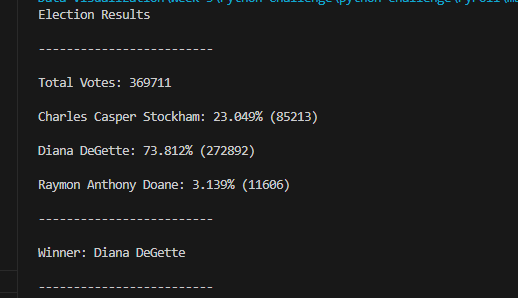 Election Results
-------------------------
Total Votes: 369711
Charles Casper Stockham: 23.049% (85213)
Diana DeGette: 73.812% (272892)
Raymon Anthony Doane: 3.139% (11606)
-------------------------
Winner: Diana DeGette
-------------------------